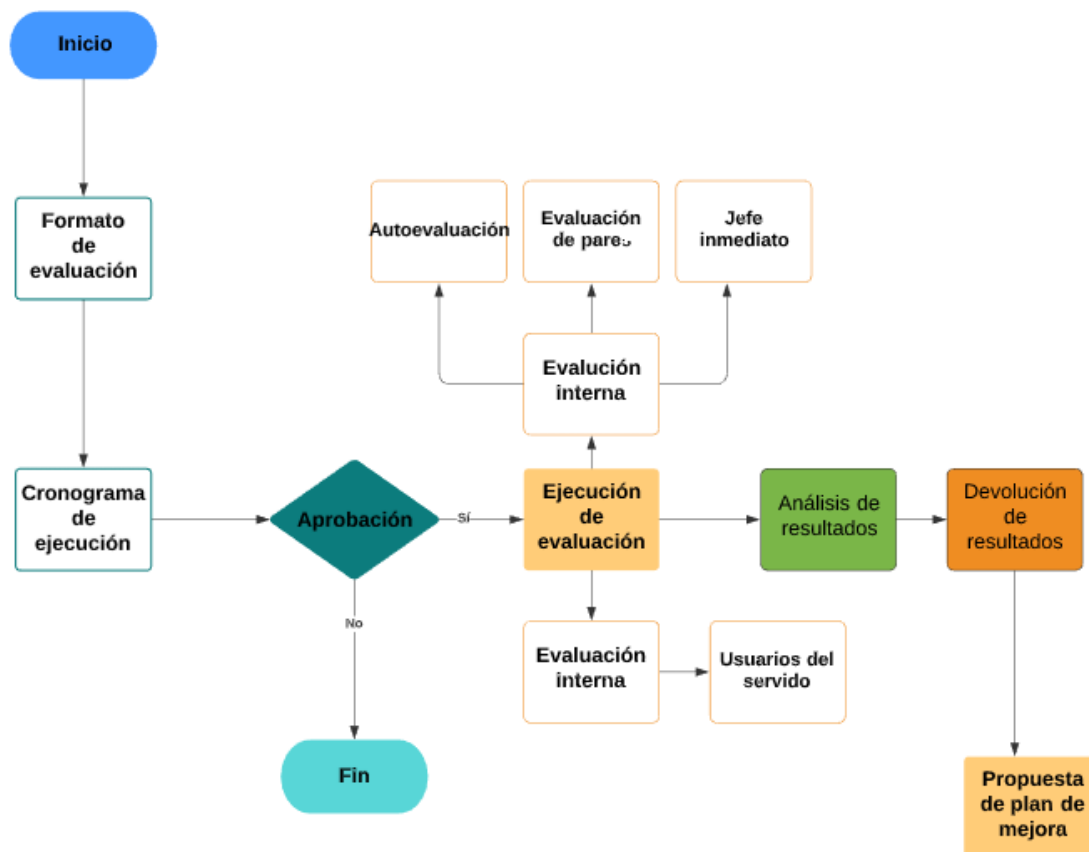 Inicio
Formato
de
evaluación
Autoevaluación
Evaluación
de pares
Jefe
inmediato
Evalución
interna
Cronograma
de
ejecución
Aprobación
Sí
Ejecución
de
evaluación
Análisis de
resultados
Devolución
de
resultados
No
Evaluación
interna
Usuarios del
servido
Fin
Propuesta
de plan de
mejora